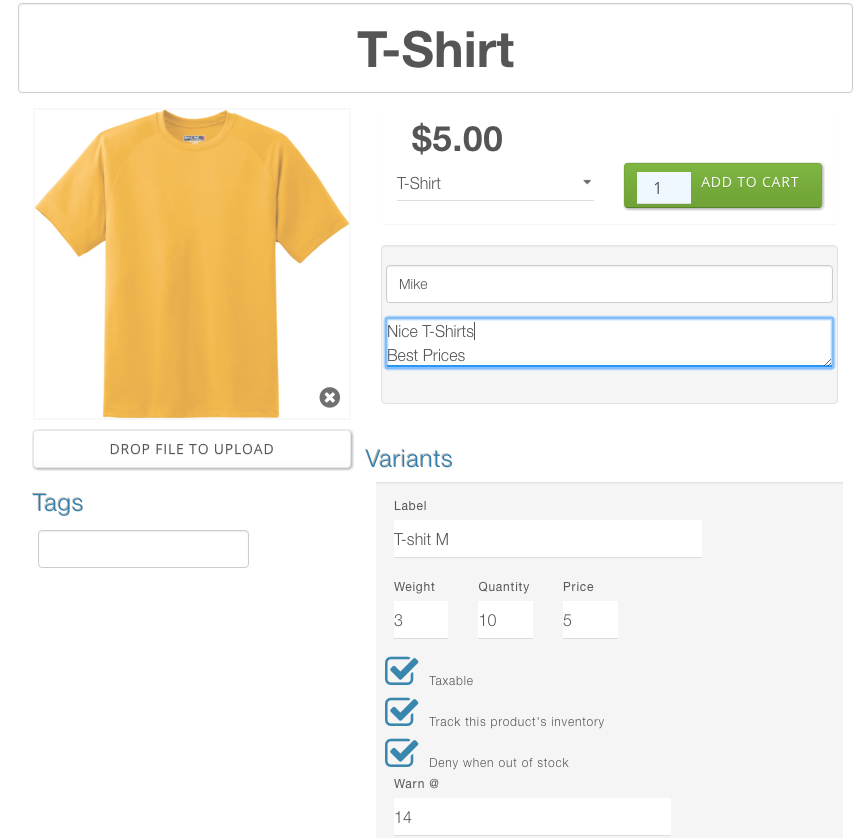 T-Shirt
$5.00
T-Shirt
1
ADD TO CART
Mike
Nice T-Shirts
Best Prices
DROP FILE TO UPLOAD
Tags
Variants
Label
T-shit M
Weight
Quantity
Price
3
10
5
Taxable
Track this product's inventory
Deny when out of stock
Warn @
14